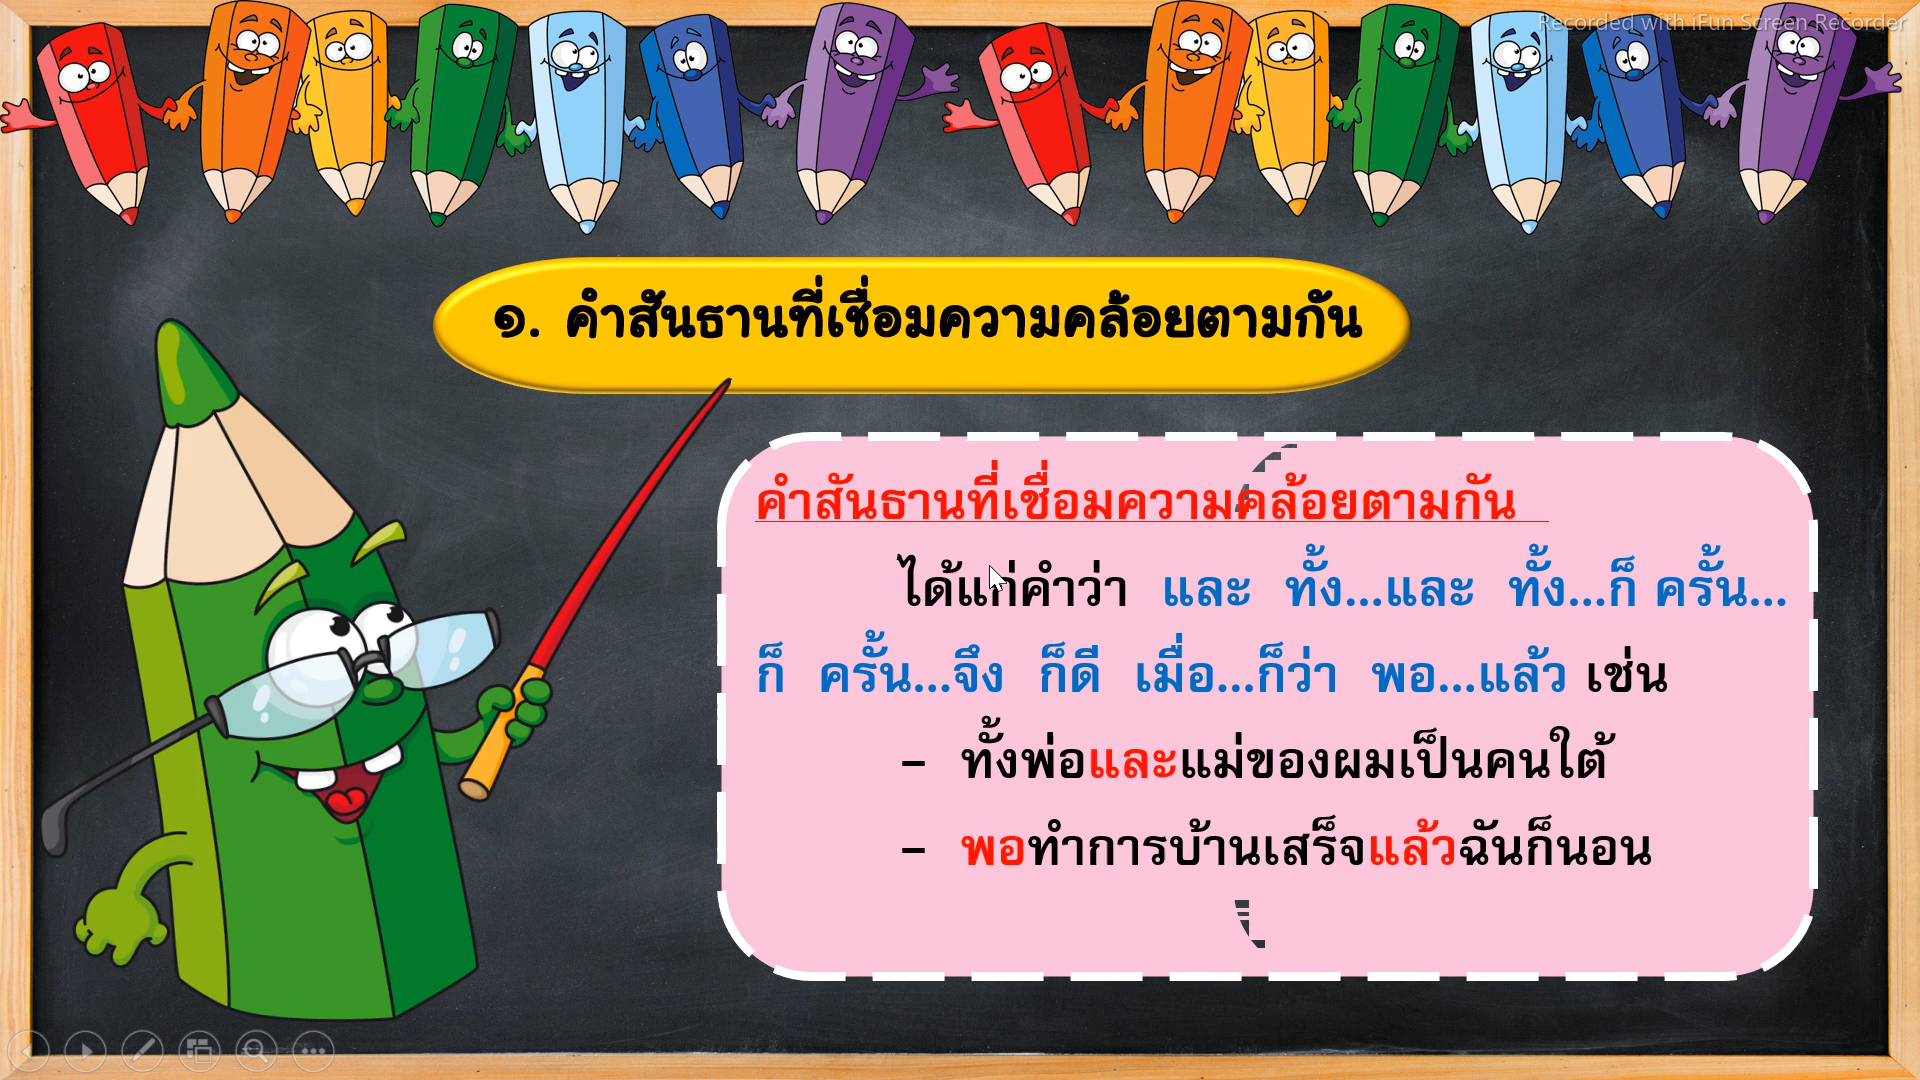 Recorded with iFun Screen Recorder
๑. คำสันธานที่เชื่อมความคล้อยตามกัน
คำสันธานที่เชื่อมความคล้อยตามกัน
ได้แก่คำว่า และ ทั้ง...และ ทั้ง...ก็ ครั้น...
ก็ ครั้น...จึง ก็ดี เมื่อ...ก็ว่า พอ...แล้ว เช่น
– ทั้งพ่อและแม่ของผมเป็นคนใต้
– พอทำการบ้านเสร็จแล้วฉันก็นอน